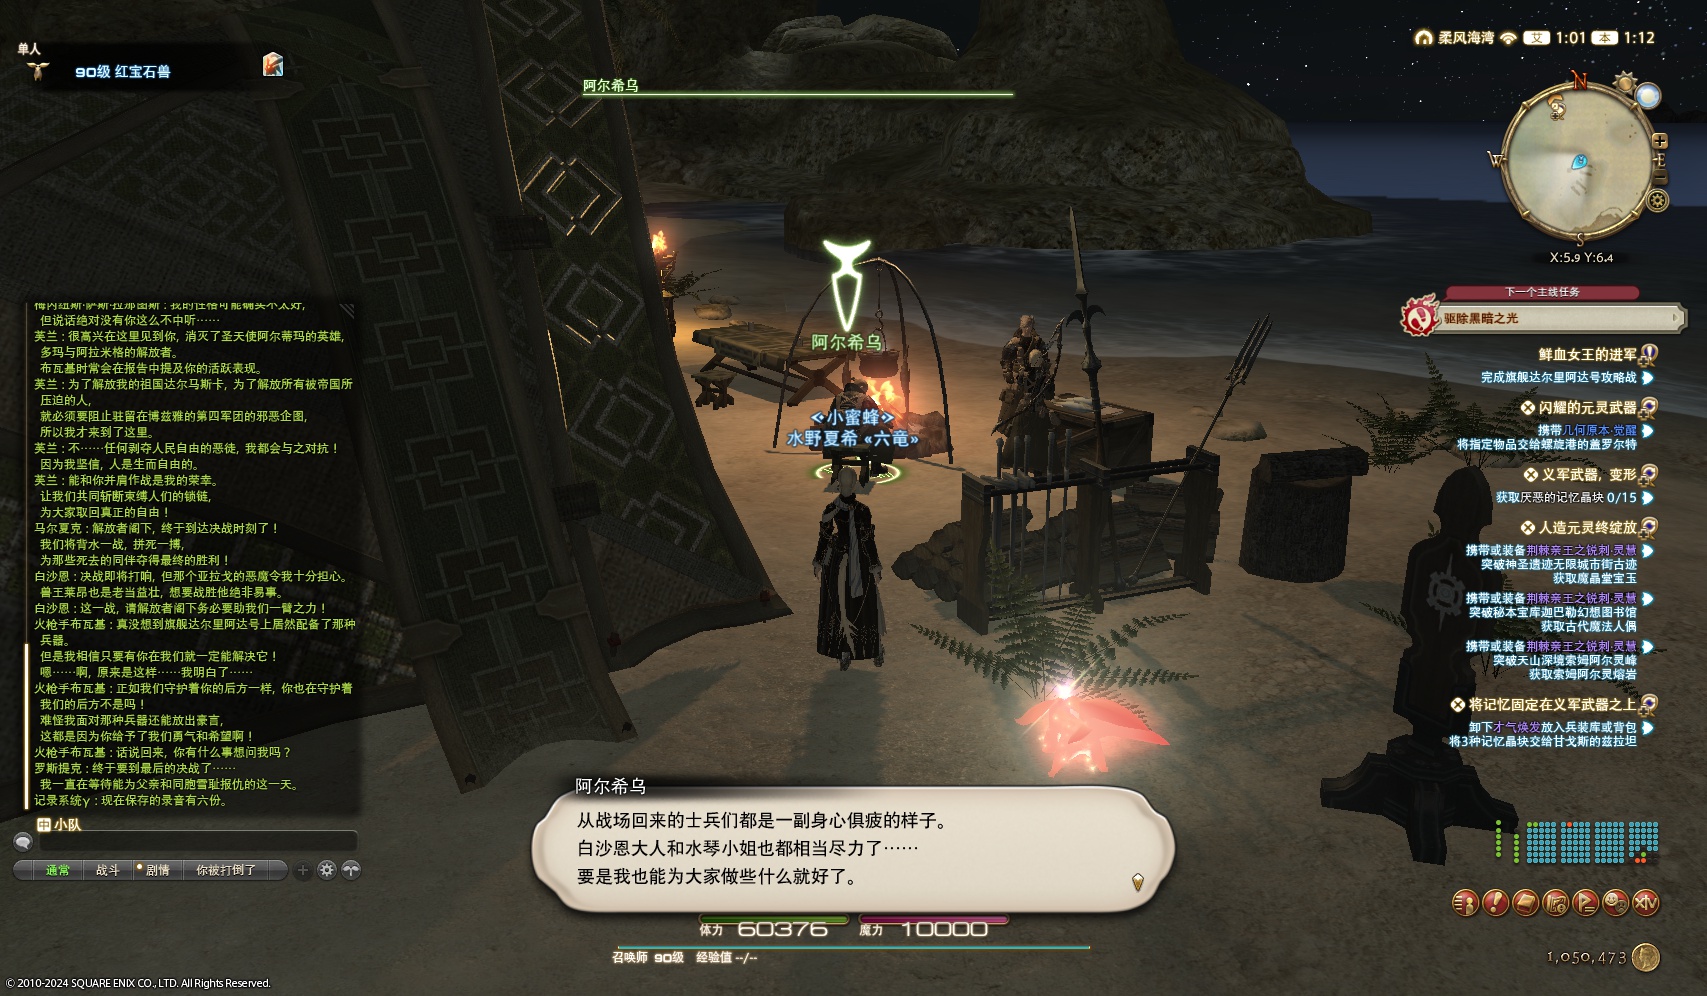 单人
90级 红宝石兽
阿尔希乌
柔风海湾 艾 1:01 本 1:12
N
W
E
S
X:5.9 Y:6.4
下一个主线任务
驱除黑暗之光
鲜血女王的进军
完成旗舰达尔里阿达号攻略战
闪耀的元灵武器
携带几何原本·觉醒
将指定物品交给螺旋港的盖罗尔特
义军武器，变形
获取厌恶的记忆晶块 0/15
人造元灵终绽放
携带或装备荆棘亲王之锐刺·灵慧
突破神圣遗迹无限城市街古迹
获取魔晶堂宝玉
携带或装备荆棘亲王之锐刺·灵慧
突破秘本宝库迦巴勒幻想图书馆
获取古代魔法人偶
携带或装备荆棘亲王之锐刺·灵慧
突破天山深境索姆阿尔灵峰
获取索姆阿尔灵熔岩
将记忆固定在义军武器之上
卸下才气焕发放入兵装库或背包
将3种记忆晶块交给甘戈斯的兹拉坦
阿尔希乌
小蜜蜂
水野夏希 «六竜»
但说话绝对没有你这么不中听……
芙兰：很高兴在这里见到你，消灭了圣天使阿尔蒂玛的英雄，
多玛与阿拉米格的解放者。
布瓦基时常会在报告中提及你的活跃表现。
芙兰：为了解放我的祖国达尔马斯卡，为了解放所有被帝国所
压迫的人，
就必须要阻止驻留在博兹雅的第四军团的邪恶企图，
所以我才来到了这里。
芙兰：不……任何剥夺人民自由的恶徒，我都会与之对抗！
因为我坚信，人是生而自由的。
芙兰：能和你并肩作战是我的荣幸。
让我们共同斩断束缚人们的锁链，
为大家取回真正的自由！
马尔夏克：解放者阁下，终于到达决战时刻了！
我们将背水一战，拼死一搏，
为那些死去的同伴夺得最终的胜利！
白沙恩：决战即将打响，但那个亚拉戈的恶魔令我十分担心。
兽王莱昂也是老当益壮，想要战胜他绝非易事。
白沙恩：这一战，请解放者阁下务必要助我们一臂之力！
火枪手布瓦基：真没想到旗舰达尔里阿达号上居然配备了那种
兵器。
但是我相信只要有你在我们就一定能解决它！
嗯……啊，原来是这样……我明白了……
火枪手布瓦基：正如我们守护着你的后方一样，你也在守护着
我们的后方不是吗！
难怪我面对那种兵器还能放出豪言，
这都是因为你给予了我们勇气和希望啊！
火枪手布瓦基：话说回来，你有什么事想问我吗？
罗斯提克：终于要到最后的决战了……
我一直在等待能为父亲和同胞雪耻报仇的这一天。
记录系统γ：现在保存的录音有六份。
中 小队
通常 战斗 剧情 你被打倒了
阿尔希乌
从战场回来的士兵们都是一副身心俱疲的样子。
白沙恩大人和水琴小姐也都相当尽力了……
要是我也能为大家做些什么就好了。
体力 60376 魔力 10000
召唤师 90级 经验值 --/--
XIV
1,050,473
© 2010-2024 SQUARE ENIX CO., LTD. All Rights Reserved.